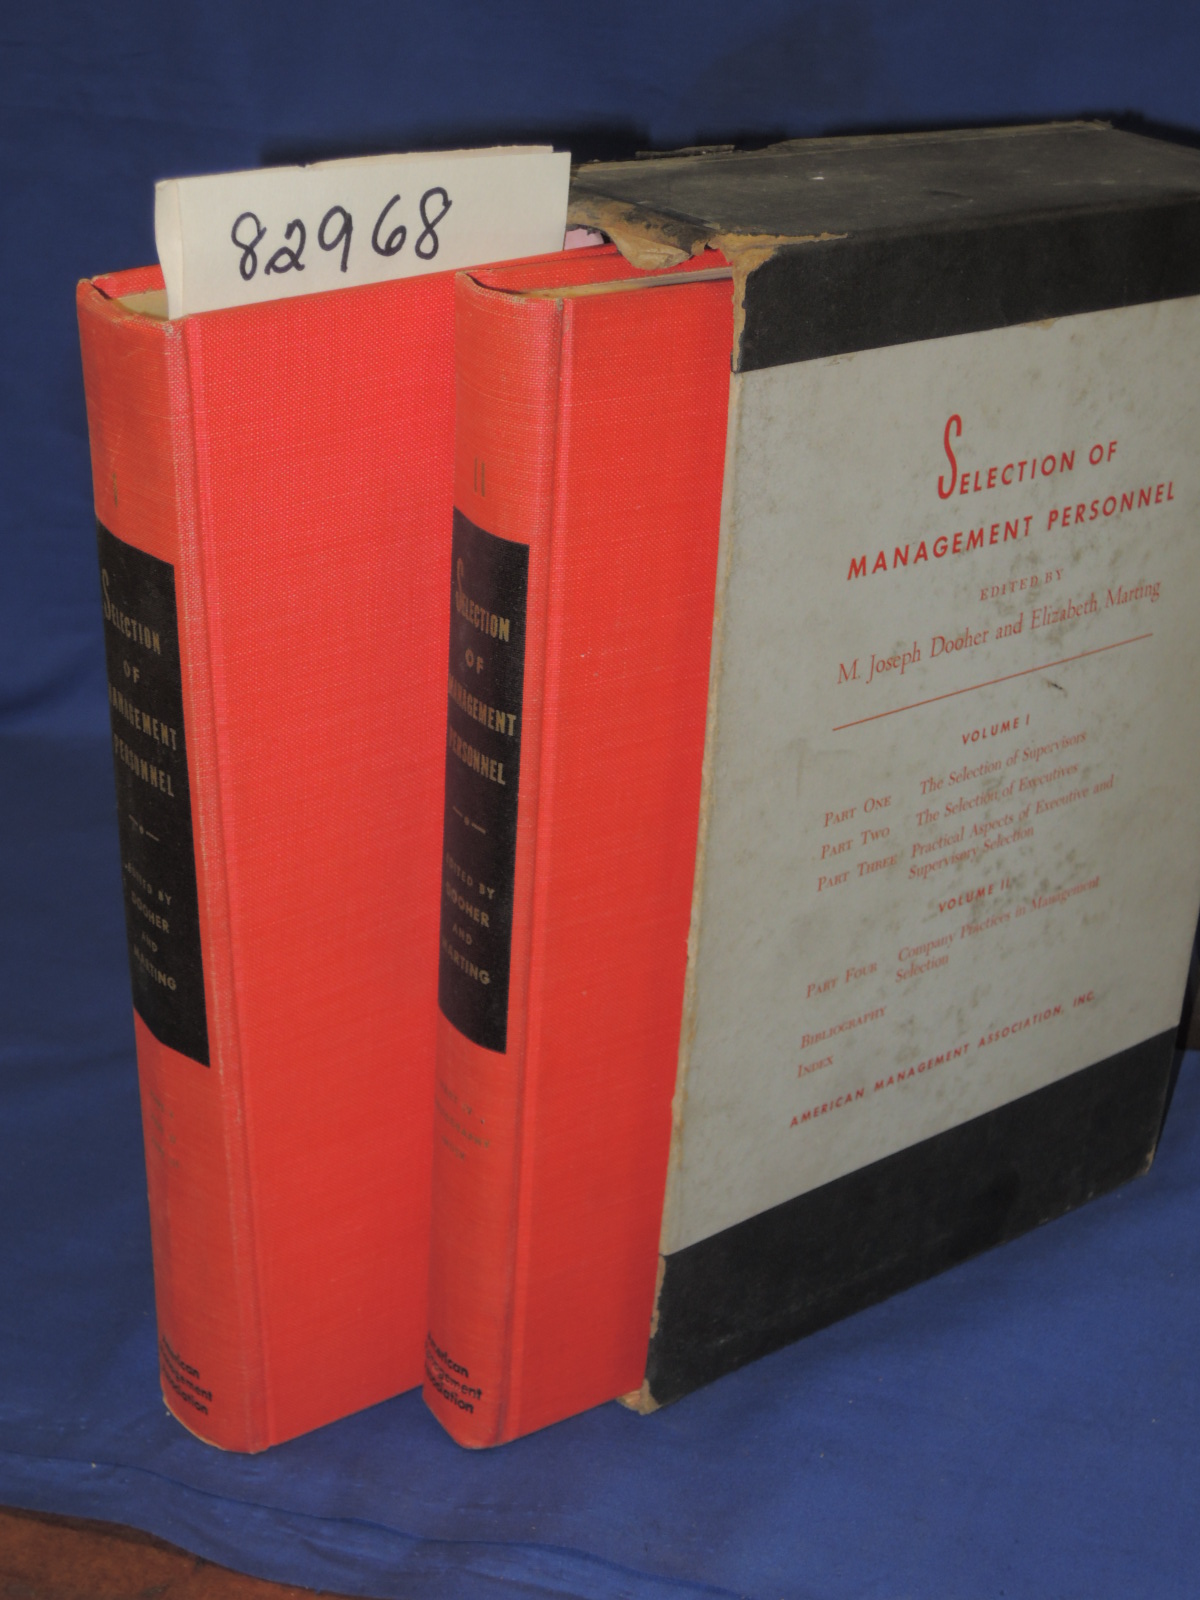 82968
I
SELECTION
OF
MANAGEMENT
PERSONNEL
EDITED BY
DOOHER
AND
MARTING
American
Management
Association
II
SELECTION
OF
MANAGEMENT
PERSONNEL
EDITED BY
DOOHER
AND
MARTING
American
Management
Association
SELECTION OF
MANAGEMENT PERSONNEL
EDITED BY
M. Joseph Dooher and Elizabeth Marting
VOLUME I
PART ONE The Selection of Supervisors
PART TWO The Selection of Executives
PART THREE Practical Aspects of Executive and
Supervisory Selection
VOLUME II
PART FOUR Company Practices in Management
Selection
BIBLIOGRAPHY
INDEX
AMERICAN MANAGEMENT ASSOCIATION, INC.